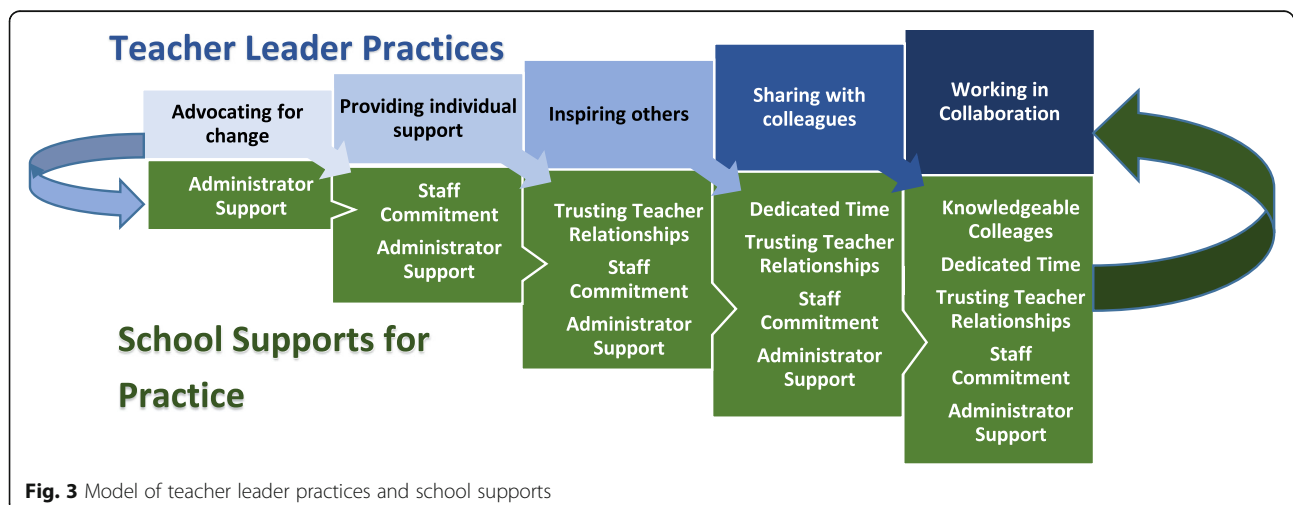 Teacher Leader Practices
Advocating for
change
Providing individual
support
Inspiring others
Sharing with
colleagues
Working in
Collaboration
Administrator
Support
Staff
Commitment
Administrator
Support
Trusting Teacher
Relationships
Staff
Commitment
Administrator
Support
Dedicated Time
Trusting Teacher
Relationships
Staff
Commitment
Administrator
Support
Knowledgeable
Colleages
Dedicated Time
Trusting Teacher
Relationships
Staff
Commitment
Administrator
Support
School Supports for
Practice
Fig. 3 Model of teacher leader practices and school supports